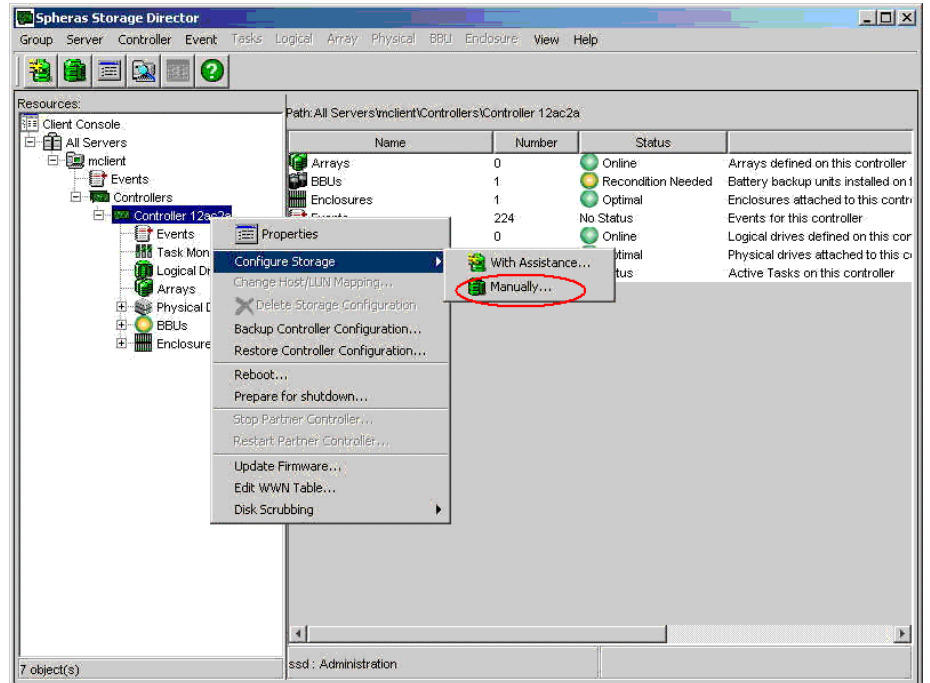 Spheras Storage Director
Group Server Controller Event Tasks Logical Array Physical BBU Enclosure View Help
Resources:
Client Console
All Servers
mclient
Events
Controllers
Controller 12ac2a
Events
Task Mon
Logical Dr
Arrays
Physical D
BBUs
Enclosure
7 object(s)
Path:All Servers\mclient\Controllers\Controller 12ac2a
Name Number Status
Arrays 0 Online Arrays defined on this controller
BBUs 1 Recondition Needed Battery backup units installed on t
Enclosures 1 Optimal Enclosures attached to this contr
Events 224 No Status Events for this controller
0 Online Logical drives defined on this cor
timal Physical drives attached to this c
tus Active Tasks on this controller
Properties
Configure Storage
Change Host/LUN Mapping...
Delete Storage Configuration
Backup Controller Configuration...
Restore Controller Configuration...
Reboot...
Prepare for shutdown...
Stop Partner Controller...
Restart Partner Controller...
Update Firmware...
Edit WWN Table...
Disk Scrubbing
With Assistance...
Manually...
ssd : Administration